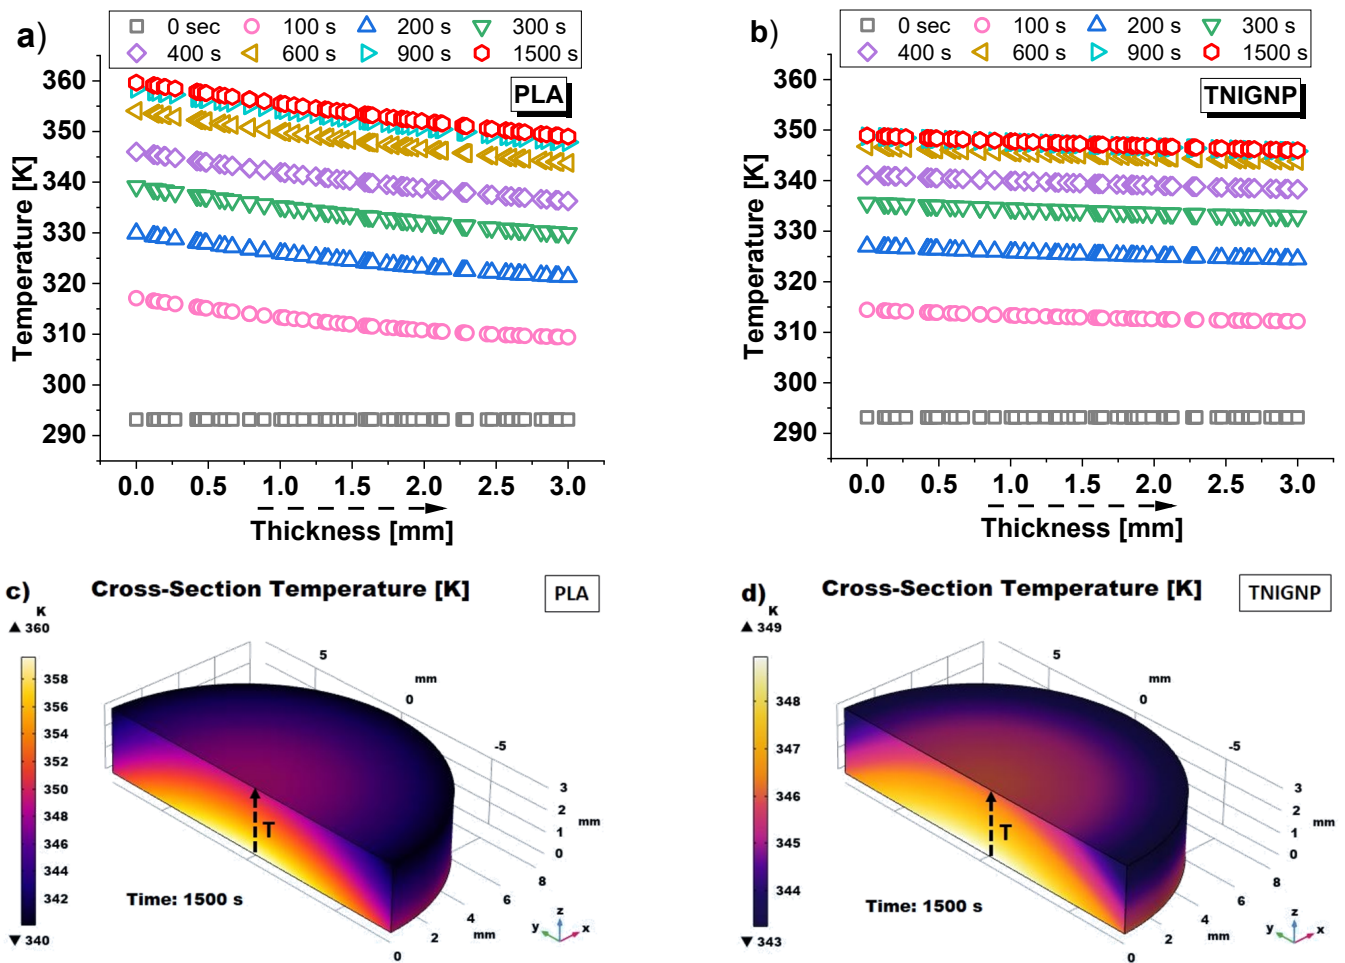 a)
0 sec 100 s 200 s 300 s
400 s 600 s 900 s 1500 s
PLA
Temperature [K]
360
350
340
330
320
310
300
290
0.0 0.5 1.0 1.5 2.0 2.5 3.0
Thickness [mm]
b)
0 sec 100 s 200 s 300 s
400 s 600 s 900 s 1500 s
TNIGNP
Temperature [K]
360
350
340
330
320
310
300
290
0.0 0.5 1.0 1.5 2.0 2.5 3.0
Thickness [mm]
c)
Cross-Section Temperature [K]
PLA
K
▲ 360
358
356
354
352
350
348
346
344
342
▼ 340
5
mm
0
-5
3
2
1
0
mm
8
6
4
mm
2
0
T
Time: 1500 s
z
y
x
d)
Cross-Section Temperature [K]
TNIGNP
K
▲ 349
348
347
346
345
344
▼ 343
5
mm
0
-5
3
2
1
0
mm
8
6
4
mm
2
0
T
Time: 1500 s
z
y
x